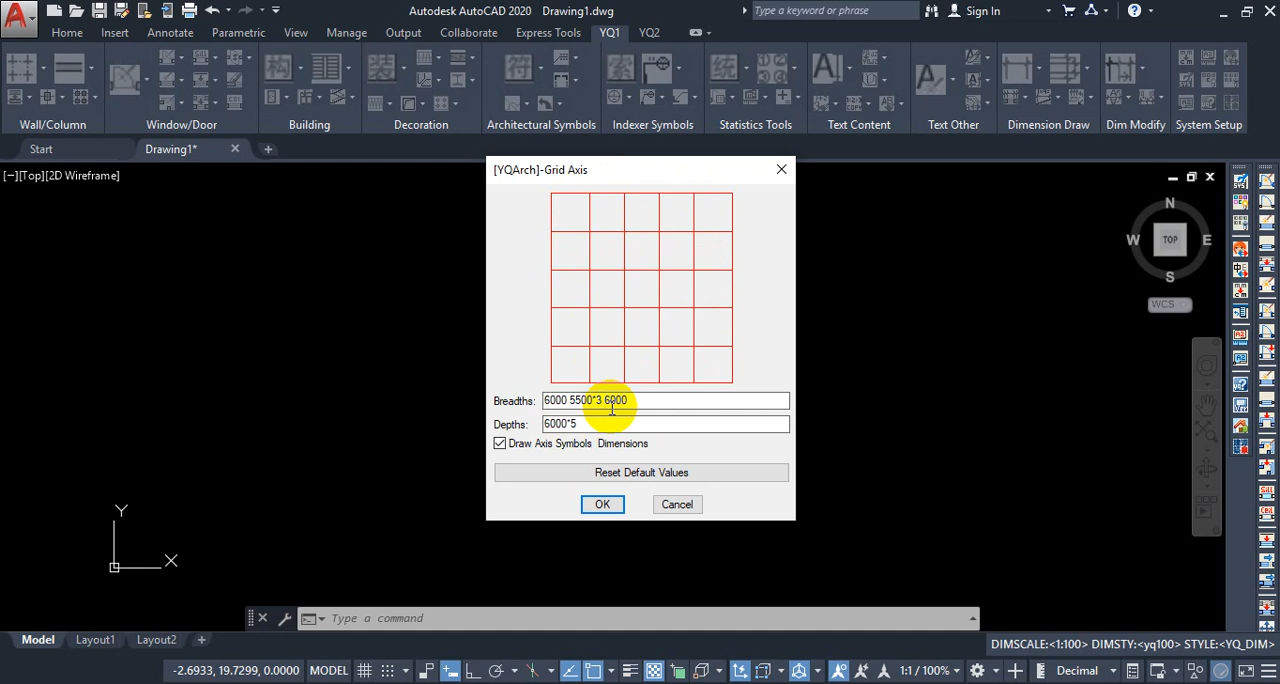 Autodesk AutoCAD 2020 Drawing1.dwg
Type a keyword or phrase
Sign In
Home Insert Annotate Parametric View Manage Output Collaborate Express Tools YQ1 YQ2
构 装 符 索 统 A A
Wall/Column Window/Door Building Decoration Architectural Symbols Indexer Symbols Statistics Tools Text Content Text Other Dimension Draw Dim Modify System Setup
Start Drawing1*
[−][Top][2D Wireframe]
[YQArch]-Grid Axis
N
W TOP E
S
WCS
Breadths: 6000 5500*3 6000
Depths: 6000*5
Draw Axis Symbols Dimensions
Reset Default Values
OK Cancel
Y
X
Type a command
Model Layout1 Layout2
DIMSCALE:<1:100> DIMSTY:<yq100> STYLE:<YQ_DIM>
-2.6933, 19.7299, 0.0000 MODEL 1:1 / 100% Decimal